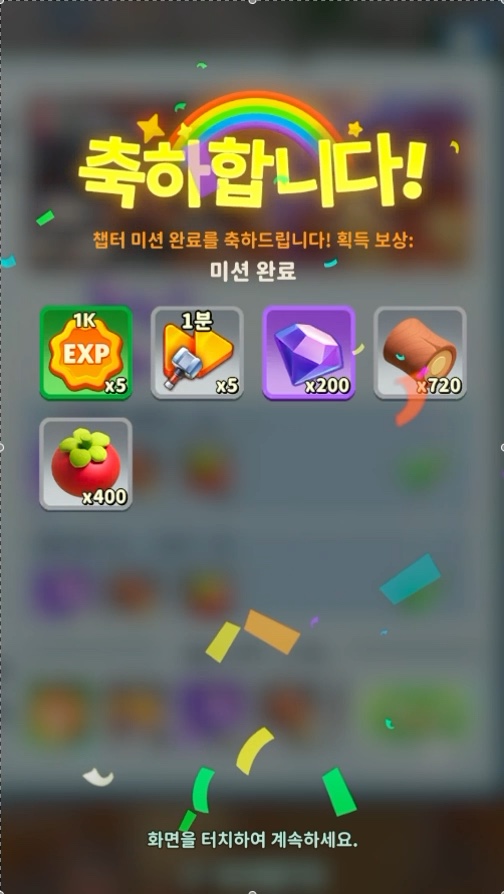 축하합니다!
챕터 미션 완료를 축하드립니다! 획득 보상:
미션 완료
1K
EXP
x5
1분
x5
x200
x720
x400
화면을 터치하여 계속하세요.